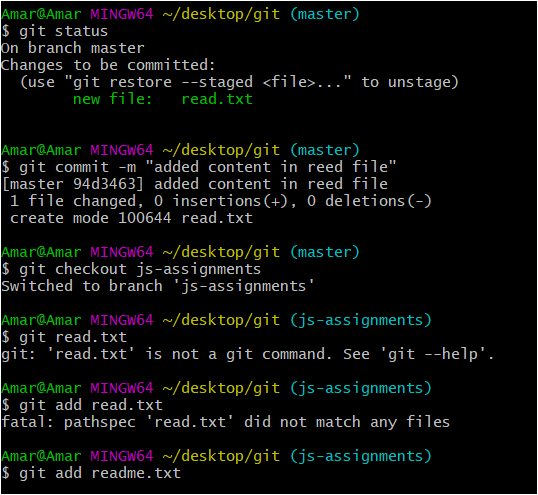 Amar@Amar MINGW64 ~/desktop/git (master)
$ git status
On branch master
Changes to be committed:
  (use "git restore --staged <file>..." to unstage)
        new file:   read.txt

Amar@Amar MINGW64 ~/desktop/git (master)
$ git commit -m "added content in reed file"
[master 94d3463] added content in reed file
 1 file changed, 0 insertions(+), 0 deletions(-)
 create mode 100644 read.txt

Amar@Amar MINGW64 ~/desktop/git (master)
$ git checkout js-assignments
Switched to branch 'js-assignments'

Amar@Amar MINGW64 ~/desktop/git (js-assignments)
$ git read.txt
git: 'read.txt' is not a git command. See 'git --help'.

Amar@Amar MINGW64 ~/desktop/git (js-assignments)
$ git add read.txt
fatal: pathspec 'read.txt' did not match any files

Amar@Amar MINGW64 ~/desktop/git (js-assignments)
$ git add readme.txt